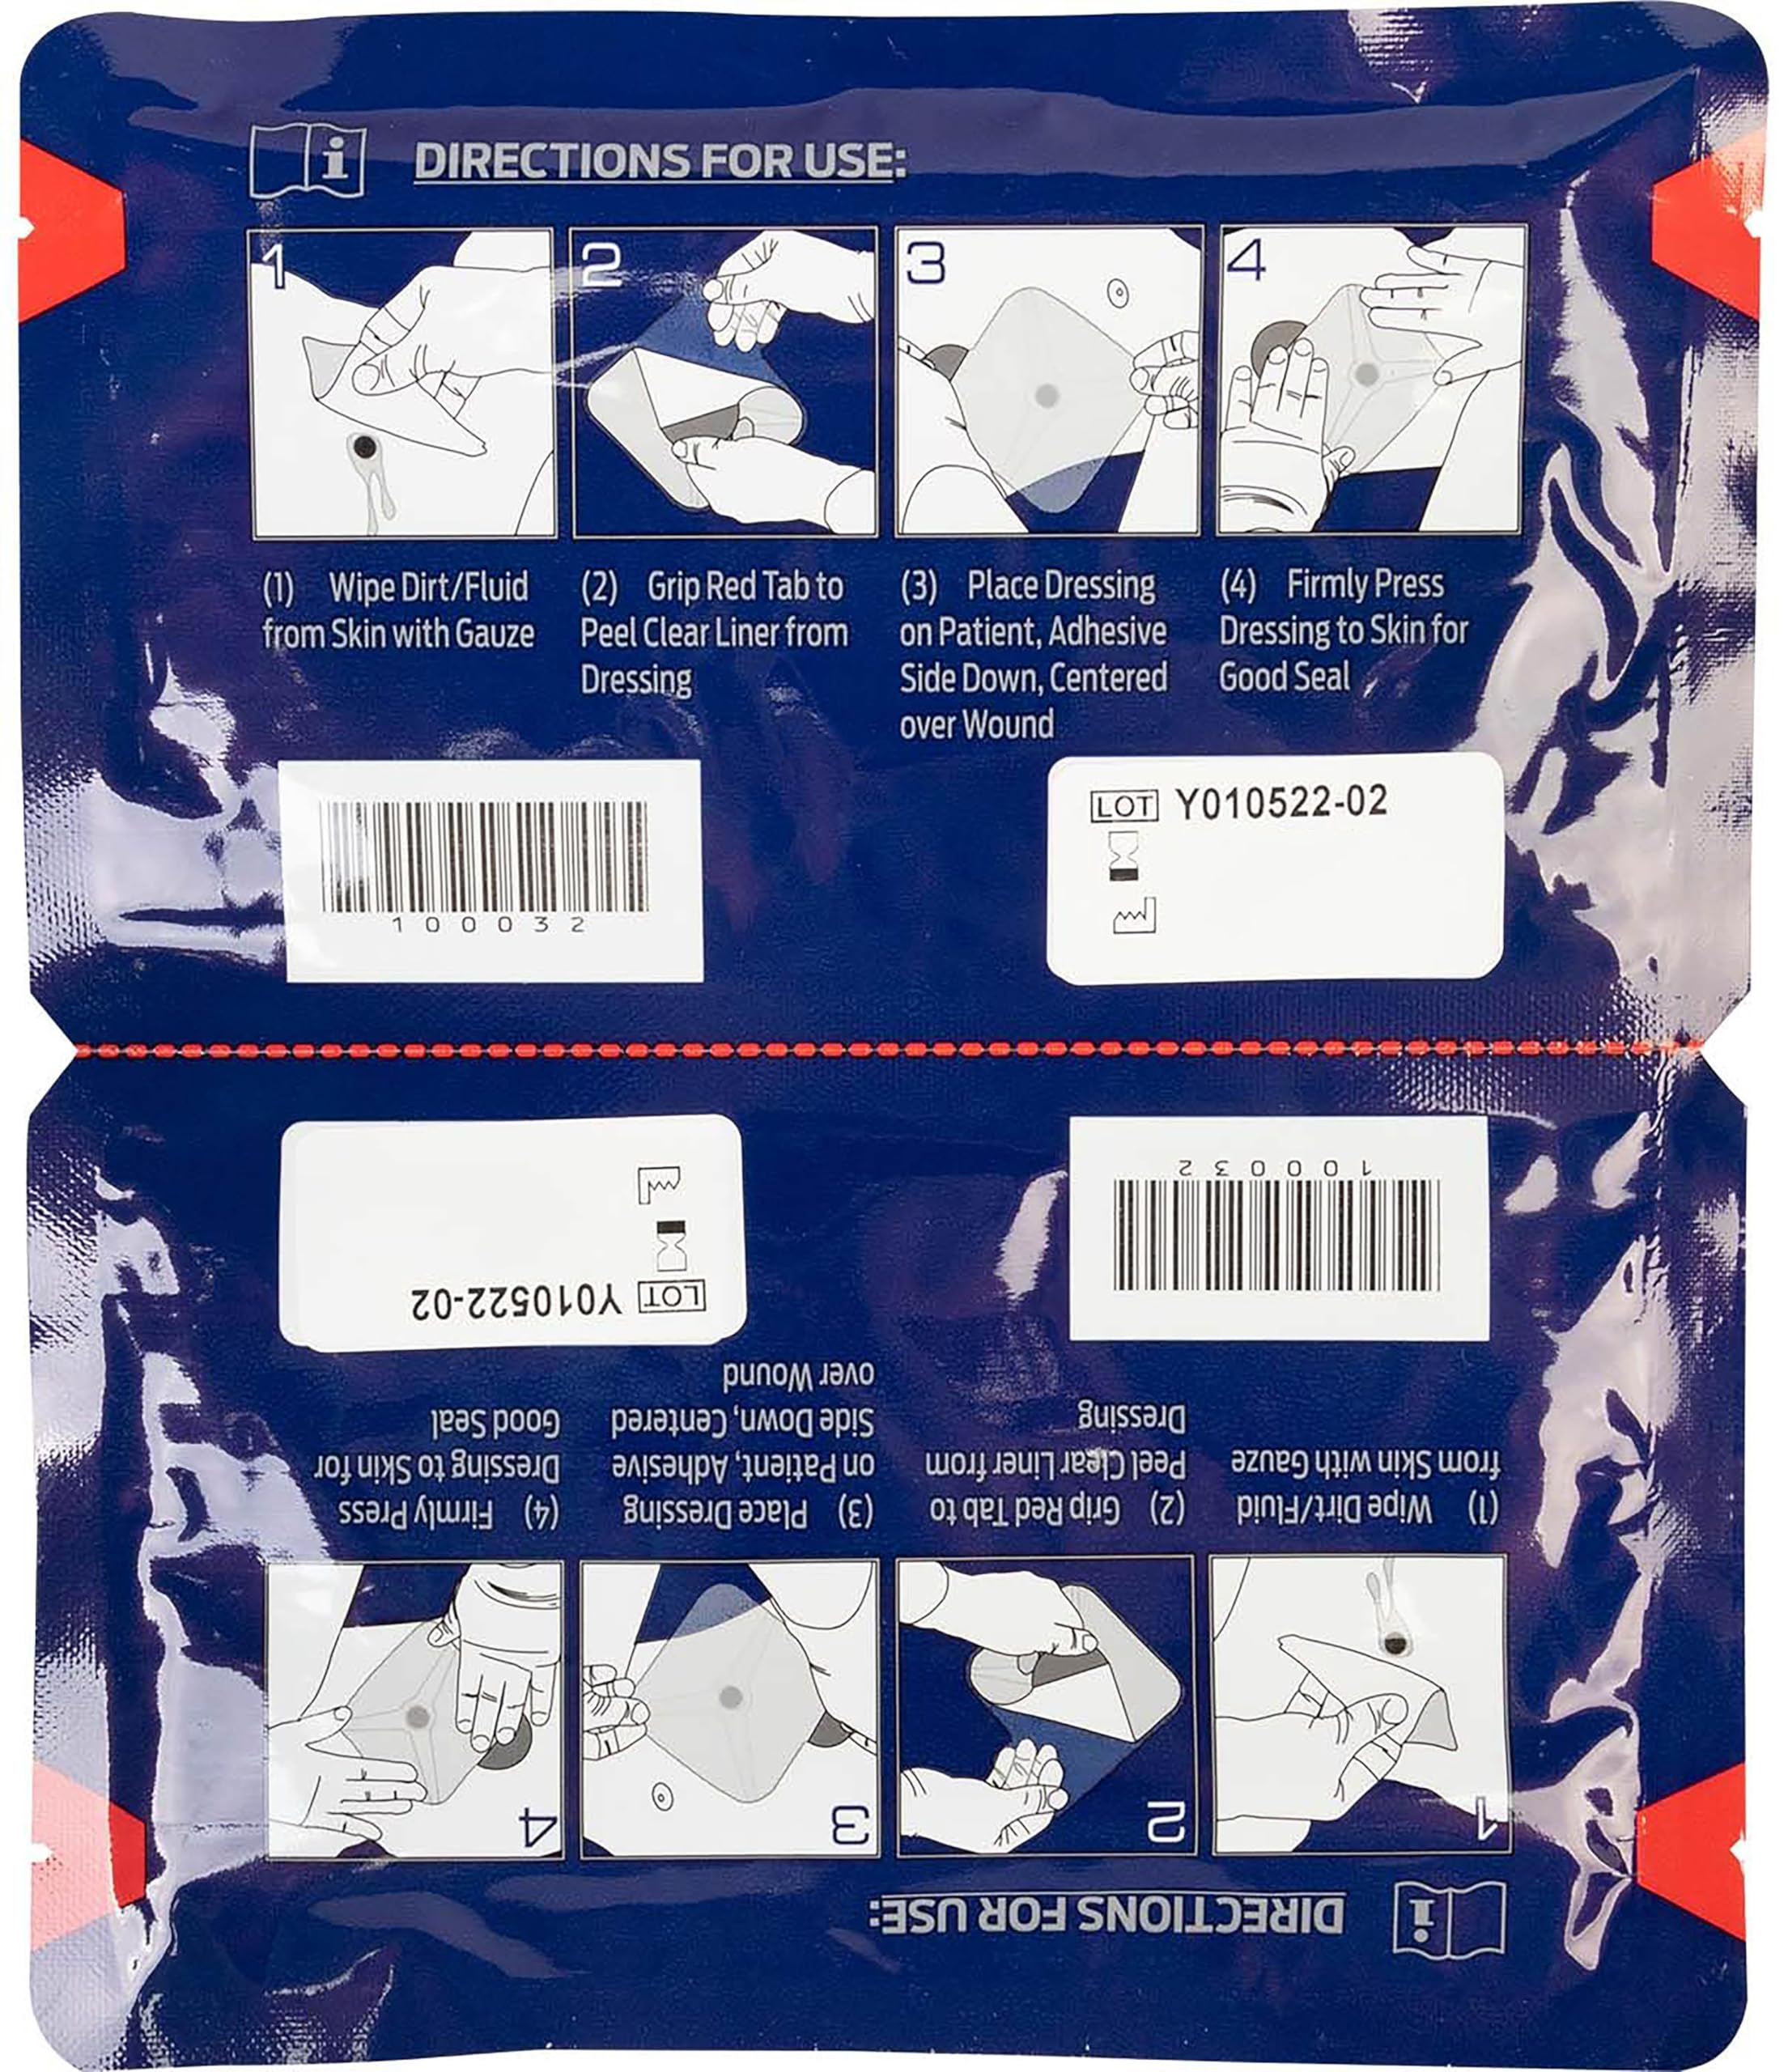 i DIRECTIONS FOR USE:
1 2 3 4
(1) Wipe Dirt/Fluid
from Skin with Gauze
(2) Grip Red Tab to
Peel Clear Liner from
Dressing
(3) Place Dressing
on Patient, Adhesive
Side Down, Centered
over Wound
(4) Firmly Press
Dressing to Skin for
Good Seal
100032
LOT Y010522-02
i DIRECTIONS FOR USE:
1 2 3 4
(1) Wipe Dirt/Fluid
from Skin with Gauze
(2) Grip Red Tab to
Peel Clear Liner from
Dressing
(3) Place Dressing
on Patient, Adhesive
Side Down, Centered
over Wound
(4) Firmly Press
Dressing to Skin for
Good Seal
100032
LOT Y010522-02